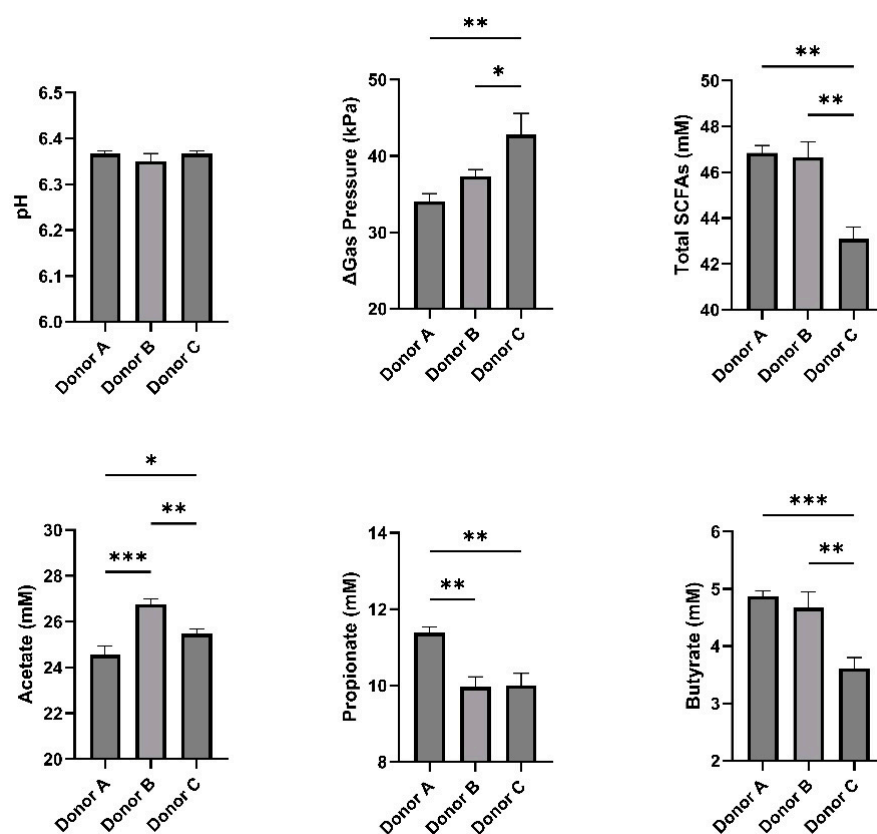 pH
6.5
6.4
6.3
6.2
6.1
6.0
Donor A
Donor B
Donor C
**
*
ΔGas Pressure (kPa)
50
40
30
20
Donor A
Donor B
Donor C
**
**
Total SCFAs (mM)
50
48
46
44
42
40
Donor A
Donor B
Donor C
*
**
***
Acetate (mM)
30
28
26
24
22
20
Donor A
Donor B
Donor C
**
**
Propionate (mM)
14
12
10
8
Donor A
Donor B
Donor C
***
**
Butyrate (mM)
6
5
4
3
2
Donor A
Donor B
Donor C